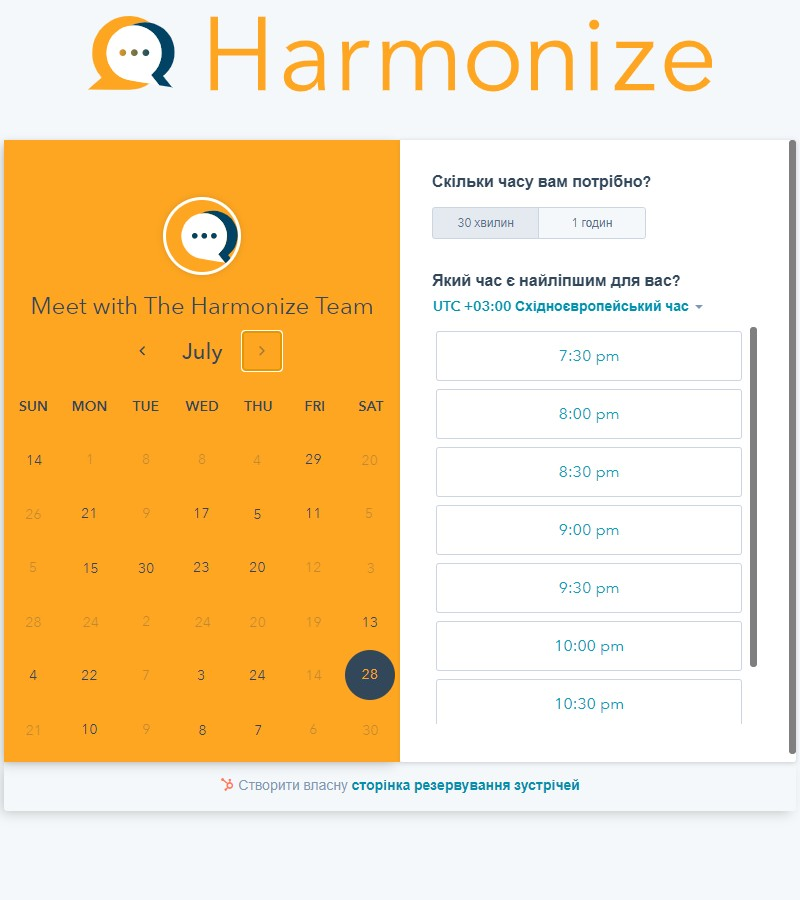 Harmonize
Meet with The Harmonize Team
July
SUN MON TUE WED THU FRI SAT
14 1 8 8 4 29 20
26 21 9 17 5 11 5
5 15 30 23 20 12 3
28 24 2 24 20 19 13
4 22 7 3 24 14 28
21 10 9 8 7 6 30
Скільки часу вам потрібно?
30 хвилин 1 годин
Який час є найліпшим для вас?
UTC +03:00 Східноєвропейський час
7:30 pm
8:00 pm
8:30 pm
9:00 pm
9:30 pm
10:00 pm
10:30 pm
Створити власну сторінка резервування зустрічей